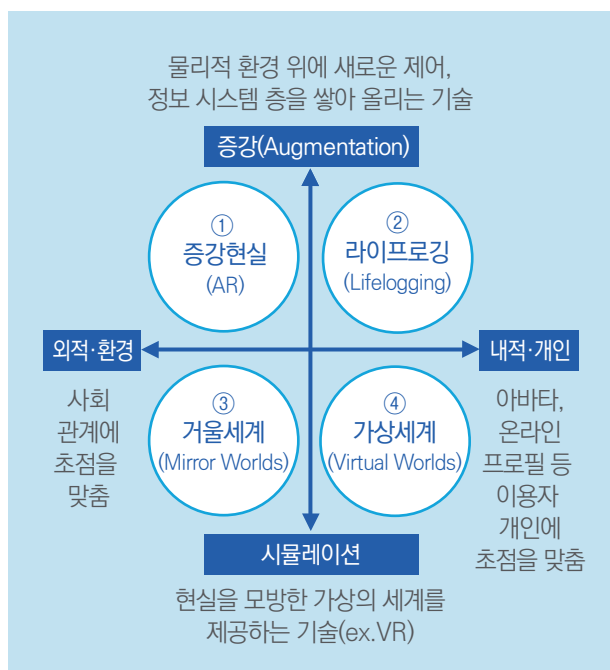 물리적 환경 위에 새로운 제어,
정보 시스템 층을 쌓아 올리는 기술
증강(Augmentation)
①
증강현실
(AR)
②
라이프로깅
(Lifelogging)
외적·환경
내적·개인
사회
관계에
초점을
맞춤
③
거울세계
(Mirror Worlds)
④
가상세계
(Virtual Worlds)
아바타,
온라인
프로필 등
이용자
개인에
초점을 맞춤
시뮬레이션
현실을 모방한 가상의 세계를
제공하는 기술(ex.VR)